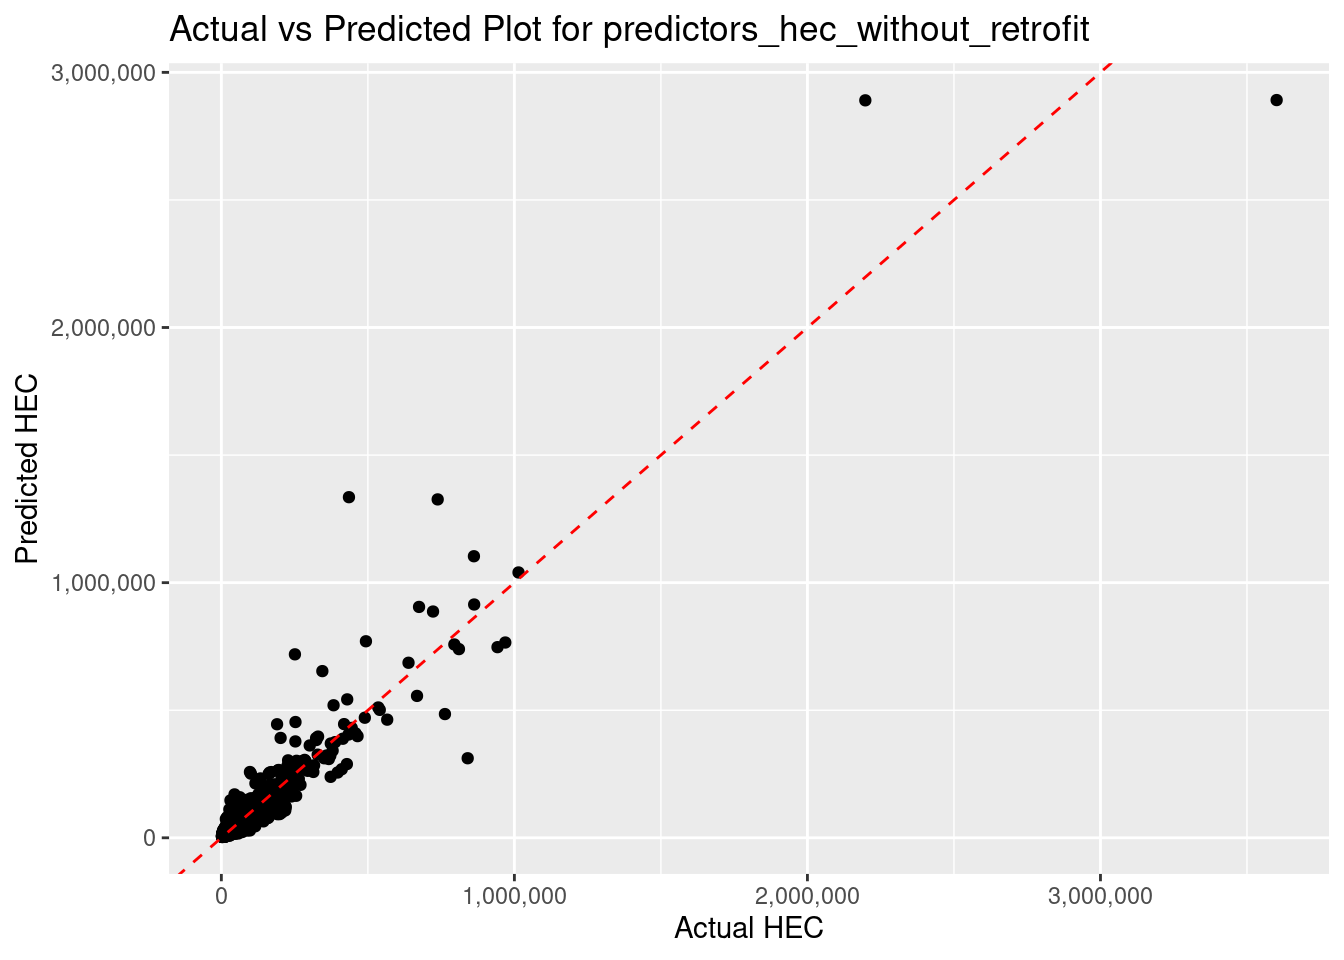 Actual vs Predicted Plot for predictors_hec_without_retrofit
3,000,000
2,000,000
1,000,000
0
Predicted HEC
0 1,000,000 2,000,000 3,000,000
Actual HEC